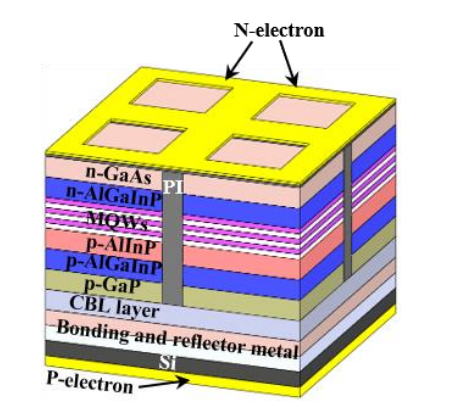 N-electron
n-GaAs
PI
n-AlGaInP
MQWs
p-AlInP
p-AlGaInP
p-GaP
CBL layer
Bonding and reflector metal
Si
P-electron